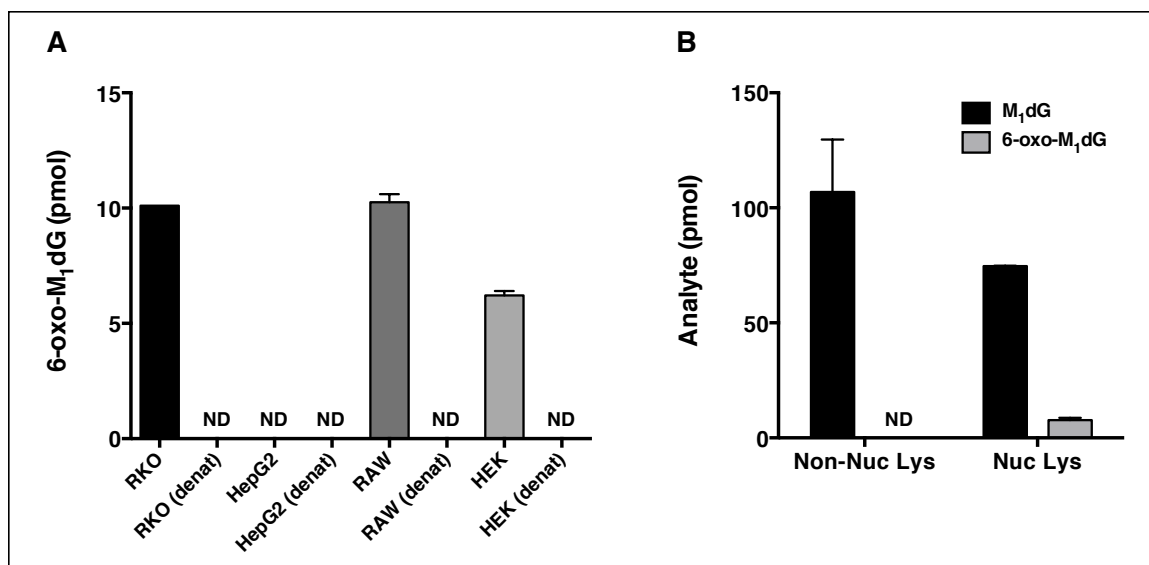 A
15
10
5
0
6-oxo-M₁dG (pmol)
ND
ND
ND
ND
ND
RKO
RKO (denat)
HepG2
HepG2 (denat)
RAW
RAW (denat)
HEK
HEK (denat)
B
150
100
50
0
Analyte (pmol)
M₁dG
6-oxo-M₁dG
ND
Non-Nuc Lys
Nuc Lys